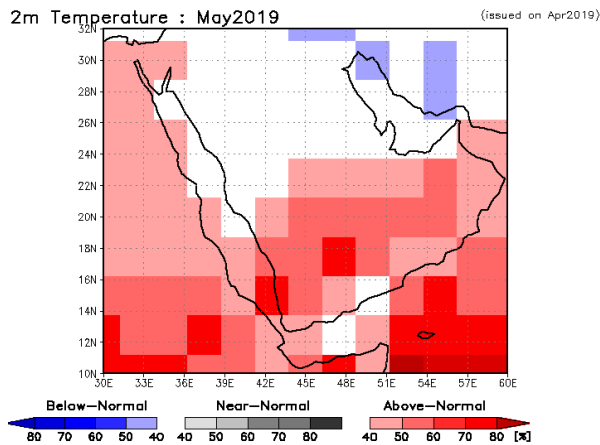 2m Temperature : May2019
(issued on Apr2019)
32N
30N
28N
26N
24N
22N
20N
18N
16N
14N
12N
10N
30E 33E 36E 39E 42E 45E 48E 51E 54E 57E 60E
Below-Normal Near-Normal Above-Normal
80 70 60 50 40 40 50 60 70 80 40 50 60 70 80 [%]